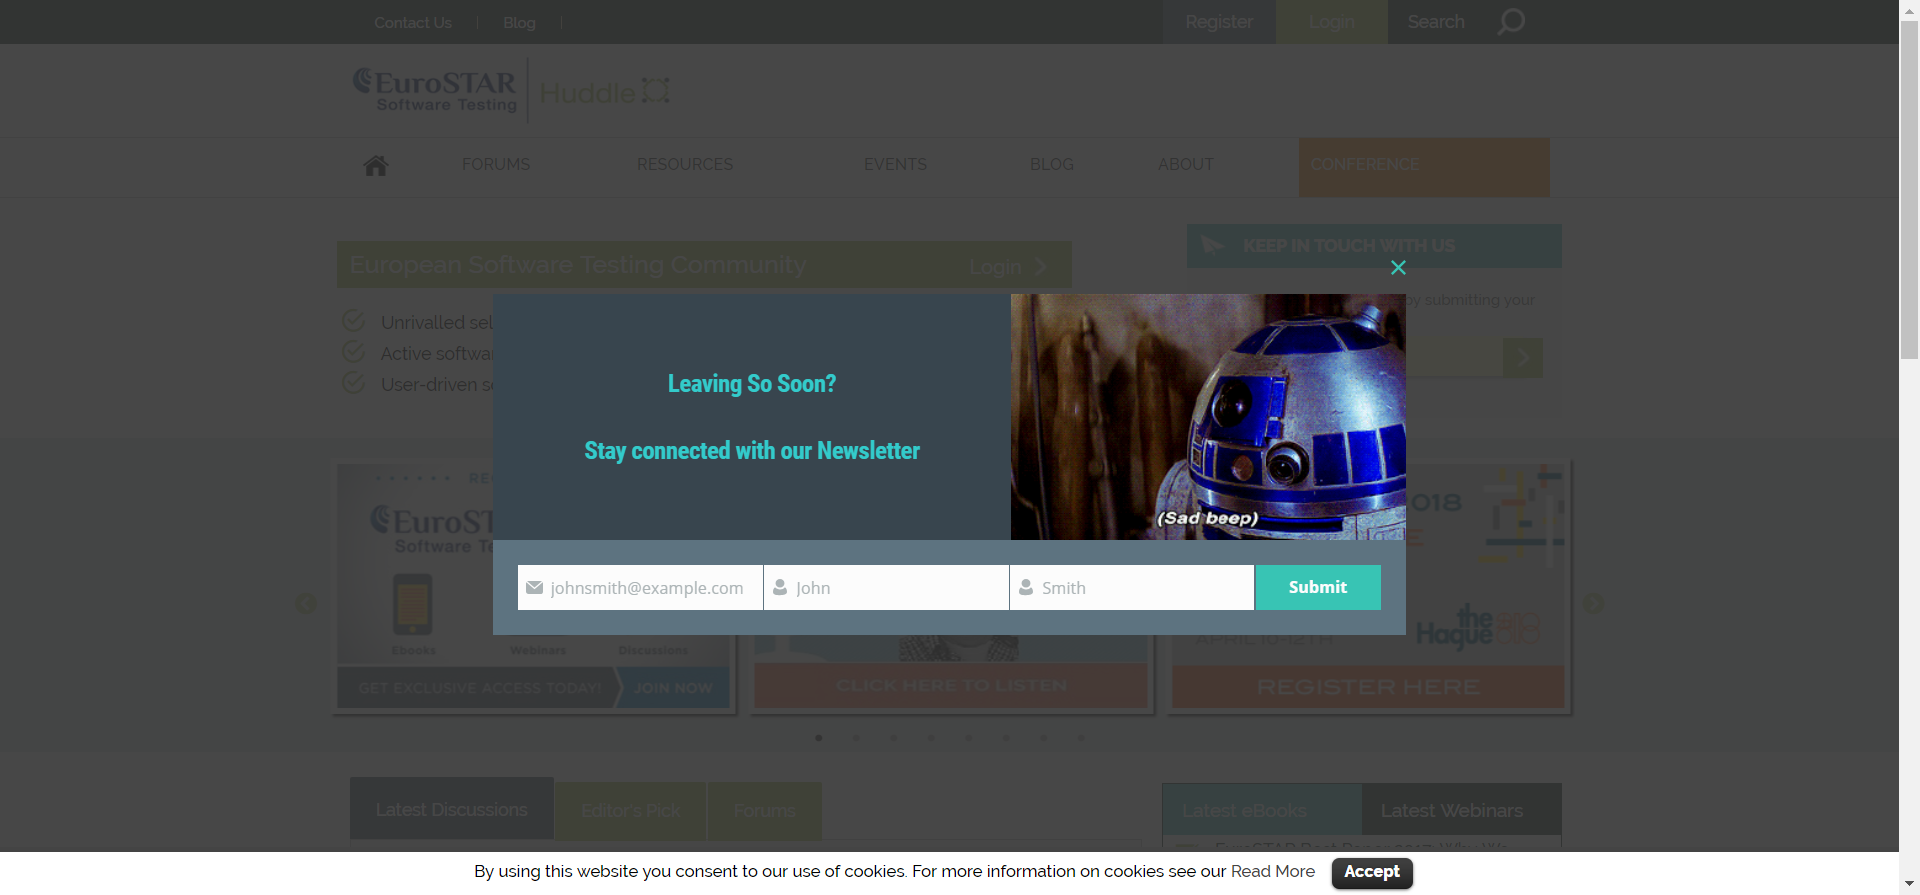 Contact Us
Blog
Register
Login
Search
EuroSTAR
Software Testing
Huddle
FORUMS
RESOURCES
EVENTS
BLOG
ABOUT
CONFERENCE
European Software Testing Community
Login
KEEP IN TOUCH WITH US
by submitting your
Unrivalled sel
Active softwa
User-driven
Leaving So Soon?
Stay connected with our Newsletter
(Sad beep)
johnsmith@example.com
John
Smith
Submit
RE
EuroST
Software Te
Ebooks
Webinars
Discussions
GET EXCLUSIVE ACCESS TODAY!
JOIN NOW
CLICK HERE TO LISTEN
018
E
APRIL 10-12TH
the
Hague
REGISTER HERE
Latest Discussions
Editor's Pick
Forums
Latest eBooks
Latest Webinars
By using this website you consent to our use of cookies. For more information on cookies see our Read More
Accept